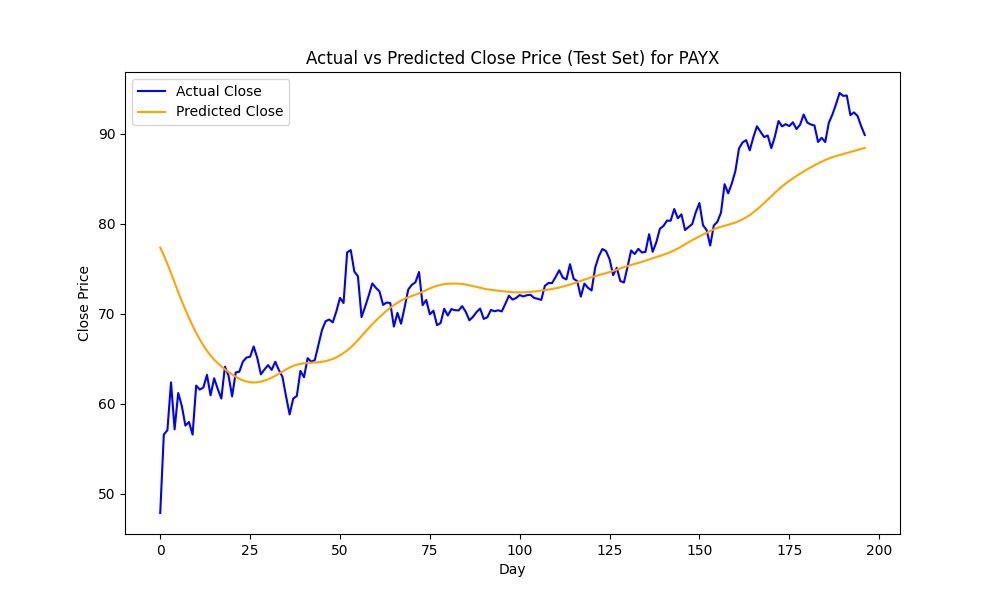 Actual vs Predicted Close Price (Test Set) for PAYX
Actual Close
Predicted Close
Close Price
90
80
70
60
50
0 25 50 75 100 125 150 175 200
Day